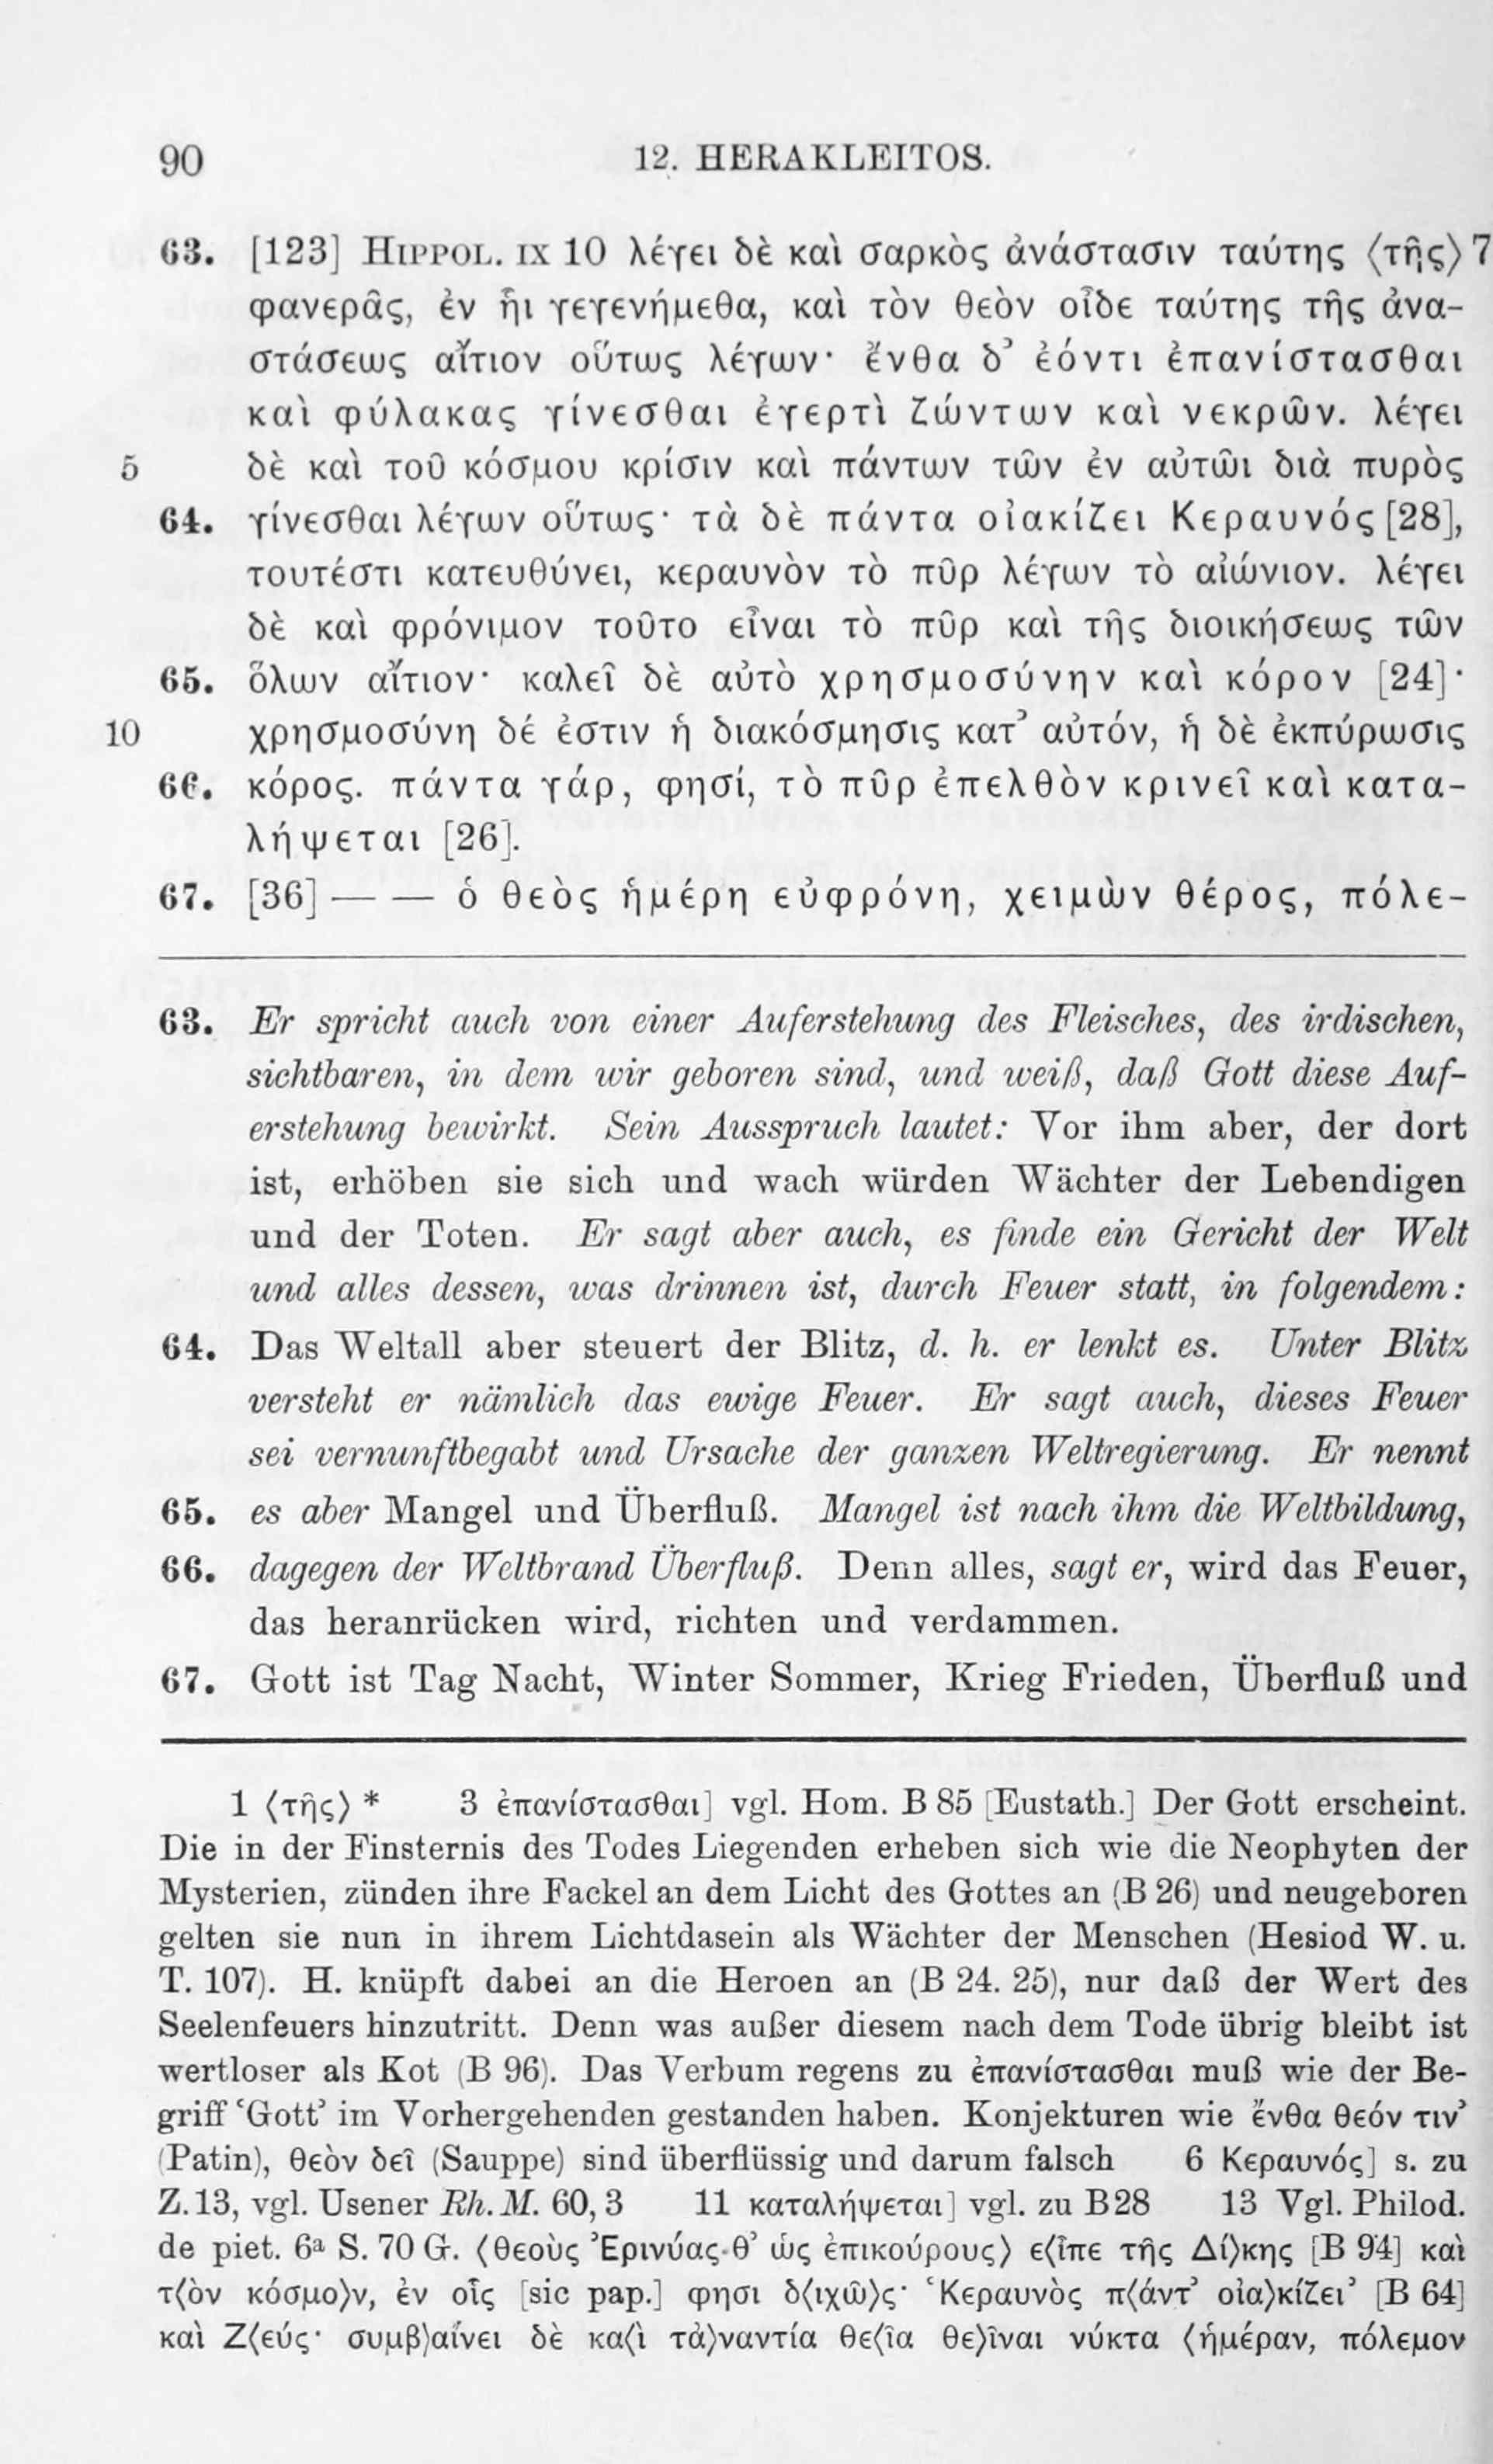 90 12. HERAKLEITOS.
63. [123] HIPPOL. IX 10 λέγει δὲ καὶ σαρκὸς ἀνάστασιν ταύτης ⟨τῆς⟩ 7
φανερᾶς, ἐν ἧι γεγενήμεθα, καὶ τὸν θεὸν οἶδε ταύτης τῆς ἀνα-
στάσεως αἴτιον οὕτως λέγων· ἔνθα δ' ἐόντι ἐπανίστασθαι
καὶ φύλακας γίνεσθαι ἐγερτὶ ζώντων καὶ νεκρῶν. λέγει
5 δὲ καὶ τοῦ κόσμου κρίσιν καὶ πάντων τῶν ἐν αὐτῶι διὰ πυρὸς
64. γίνεσθαι λέγων οὕτως· τὰ δὲ πάντα οἰακίζει Κεραυνός [28],
τουτέστι κατευθύνει, κεραυνὸν τὸ πῦρ λέγων τὸ αἰώνιον. λέγει
δὲ καὶ φρόνιμον τοῦτο εἶναι τὸ πῦρ καὶ τῆς διοικήσεως τῶν
65. ὅλων αἴτιον· καλεῖ δὲ αὐτὸ χρησμοσύνην καὶ κόρον [24]·
10 χρησμοσύνη δέ ἐστιν ἡ διακόσμησις κατ' αὐτόν, ἡ δὲ ἐκπύρωσις
66. κόρος. πάντα γάρ, φησί, τὸ πῦρ ἐπελθὸν κρινεῖ καὶ κατα-
λήψεται [26].
67. [36] — — ὁ θεὸς ἡμέρη εὐφρόνη, χειμὼν θέρος, πόλε-
63. Er spricht auch von einer Auferstehung des Fleisches, des irdischen,
sichtbaren, in dem wir geboren sind, und weiß, daß Gott diese Auf-
erstehung bewirkt. Sein Ausspruch lautet: Vor ihm aber, der dort
ist, erhöben sie sich und wach würden Wächter der Lebendigen
und der Toten. Er sagt aber auch, es finde ein Gericht der Welt
und alles dessen, was drinnen ist, durch Feuer statt, in folgendem:
64. Das Weltall aber steuert der Blitz, d. h. er lenkt es. Unter Blitz
versteht er nämlich das ewige Feuer. Er sagt auch, dieses Feuer
sei vernunftbegabt und Ursache der ganzen Weltregierung. Er nennt
65. es aber Mangel und Überfluß. Mangel ist nach ihm die Weltbildung,
66. dagegen der Weltbrand Überfluß. Denn alles, sagt er, wird das Feuer,
das heranrücken wird, richten und verdammen.
67. Gott ist Tag Nacht, Winter Sommer, Krieg Frieden, Überfluß und
1 ⟨τῆς⟩ * 3 ἐπανίστασθαι] vgl. Hom. B 85 [Eustath.] Der Gott erscheint.
Die in der Finsternis des Todes Liegenden erheben sich wie die Neophyten der
Mysterien, zünden ihre Fackel an dem Licht des Gottes an (B 26) und neugeboren
gelten sie nun in ihrem Lichtdasein als Wächter der Menschen (Hesiod W. u.
T. 107). H. knüpft dabei an die Heroen an (B 24. 25), nur daß der Wert des
Seelenfeuers hinzutritt. Denn was außer diesem nach dem Tode übrig bleibt ist
wertloser als Kot (B 96). Das Verbum regens zu ἐπανίστασθαι muß wie der Be-
griff 'Gott' im Vorhergehenden gestanden haben. Konjekturen wie ἔνθα θεόν τιν'
(Patin), θεὸν δεῖ (Sauppe) sind überflüssig und darum falsch 6 Κεραυνός] s. zu
Z. 13, vgl. Usener Rh. M. 60, 3 11 καταλήψεται] vgl. zu B 28 13 Vgl. Philod.
de piet. 6ª S. 70 G. ⟨θεοὺς Ἐρινύας θ' ὡς ἐπικούρους⟩ ε⟨ἶπε τῆς Δί⟩κης [B 94] καὶ
τ⟨ὸν κόσμο⟩ν, ἐν οἷς [sic pap.] φησι δ⟨ιχῶ⟩ς· 'Κεραυνὸς π⟨άντ' οἰα⟩κίζει' [B 64]
καὶ Ζ⟨εύς· συμβ⟩αίνει δὲ κα⟨ὶ τὰ⟩ναντία θε⟨ῖα θε⟩ῖναι νύκτα ⟨ἡμέραν, πόλεμον